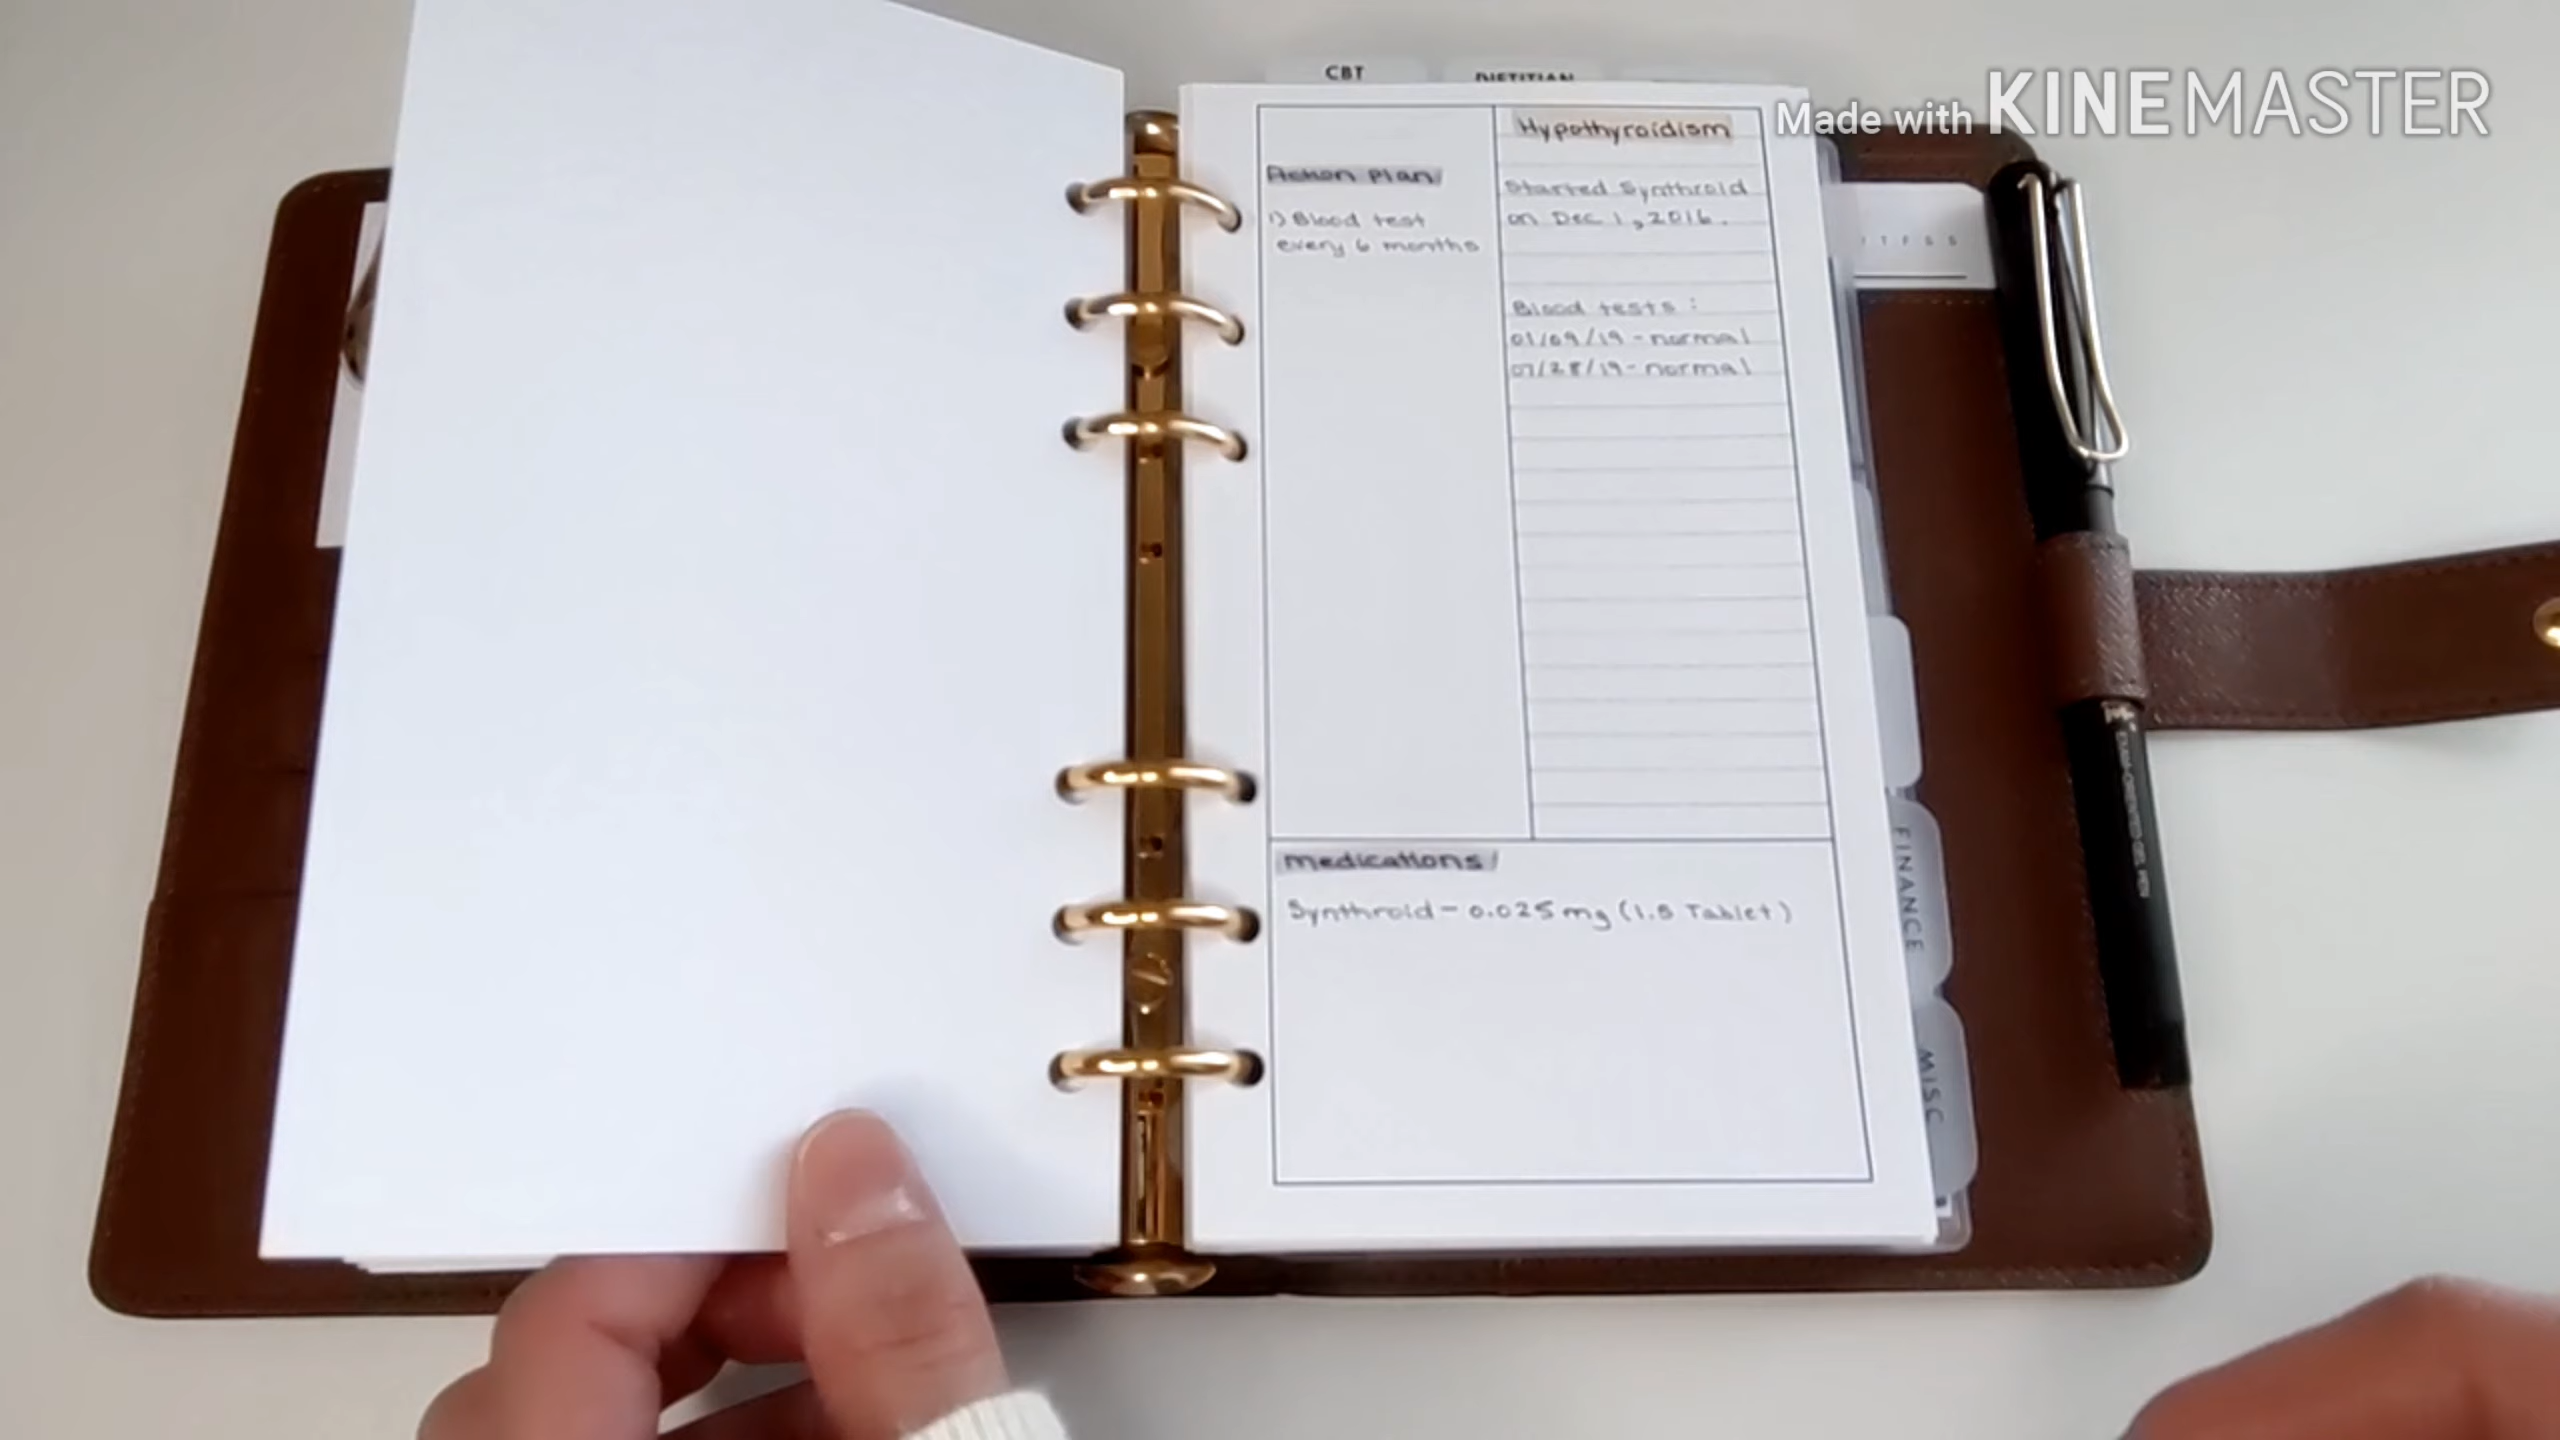 CBT
DIETITIAN
Made with KINEMASTER
Hypothyroidism
Action Plan/
1) Blood test
every 6 months
Started Synthroid
on Dec 1, 2016.
Blood tests :
01/09/19 - normal
07/28/19 - normal
medications/
Synthroid - 0.025 mg (1.5 Tablet)
FINANCE
MISC